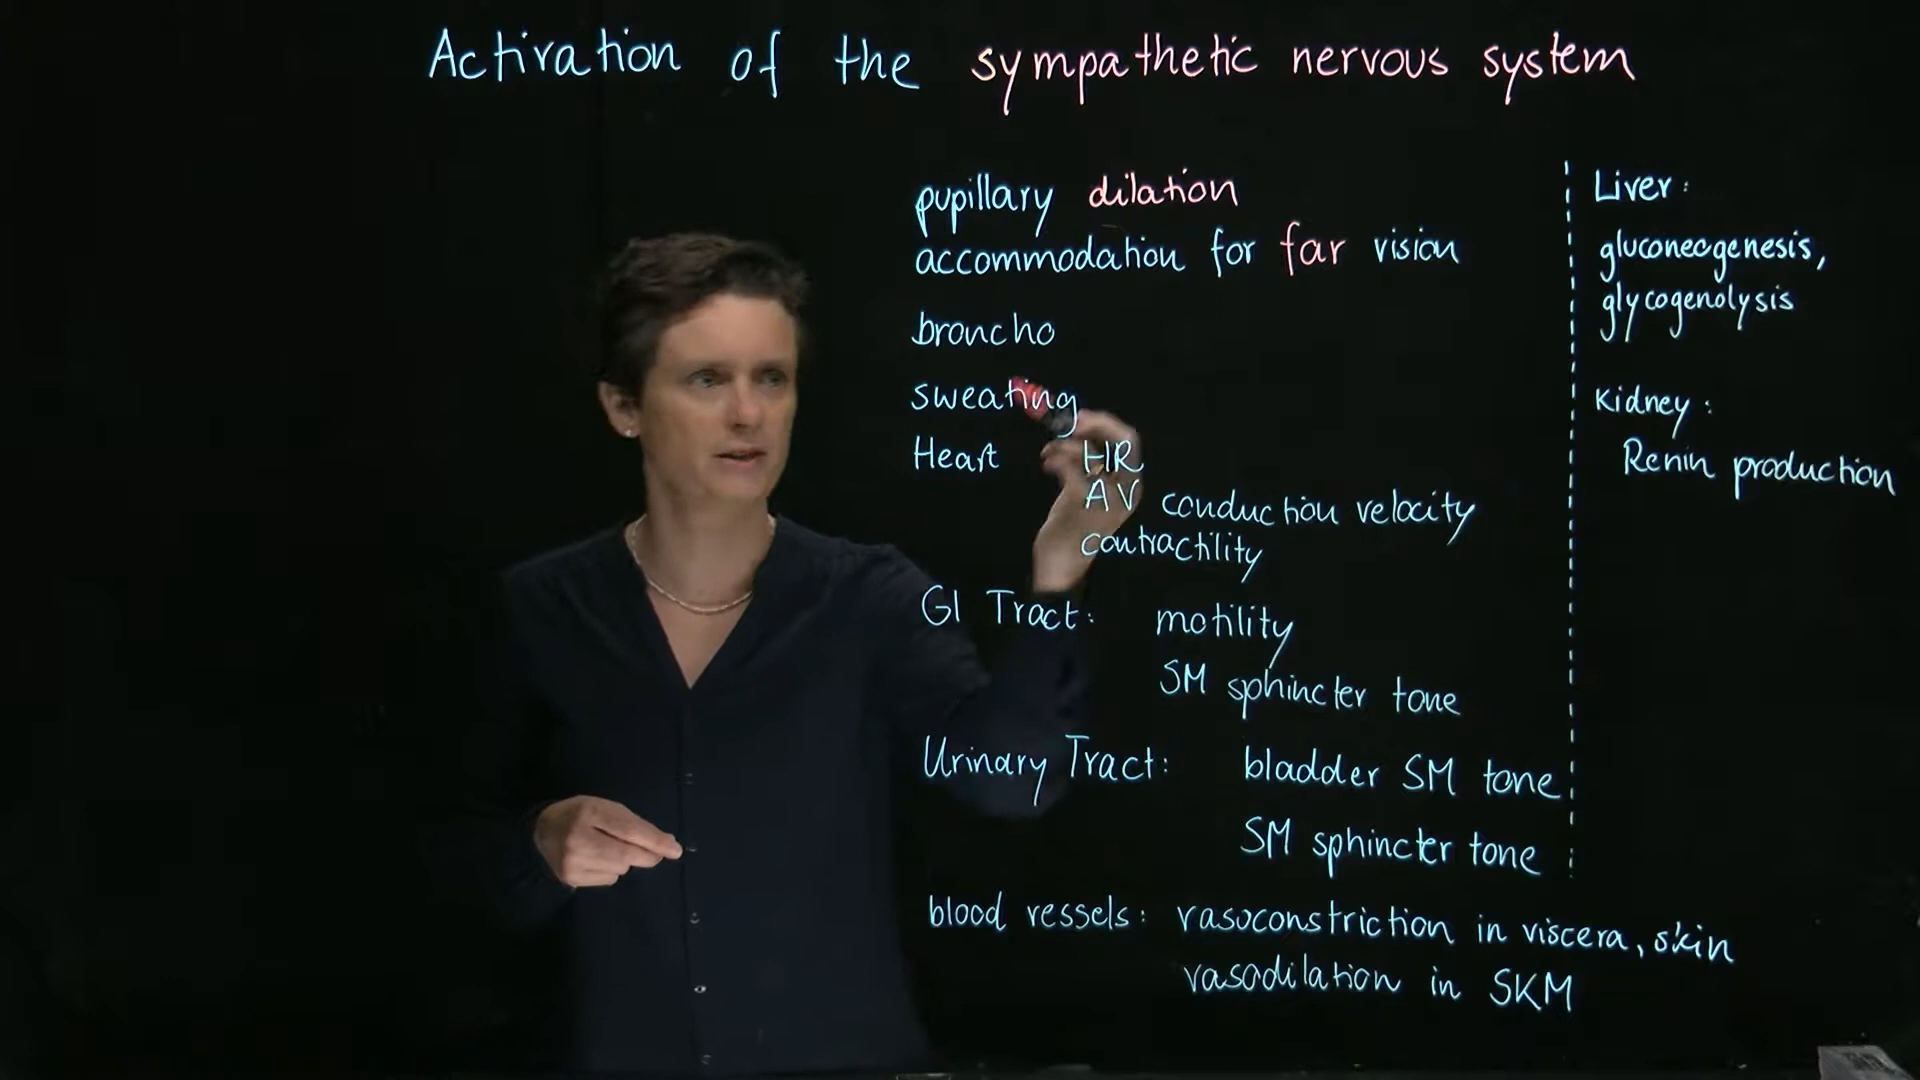 Activation of the sympathetic nervous system
pupillary dilation
accommodation for far vision
broncho
sweating
Heart HR
AV conduction velocity
contractility
GI Tract: motility
SM sphincter tone
Urinary Tract: bladder SM tone
SM sphincter tone
blood vessels: vasoconstriction in viscera, skin
vasodilation in SKM
Liver:
gluconeogenesis,
glycogenolysis
Kidney:
Renin production